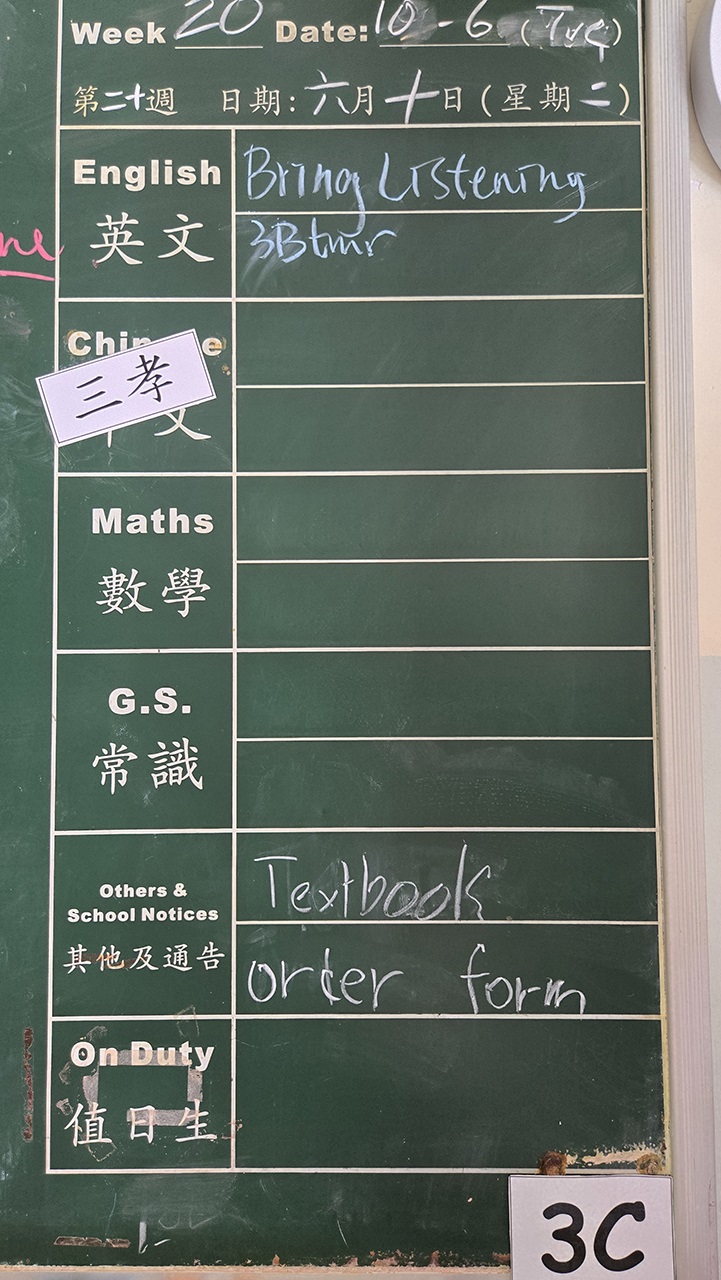 Week 20 Date: 10-6 (Tue)
第二十週 日期:六月十日(星期二)
English
英文
Bring Listening
3B tmr
三孝
文
Maths
數學
G.S.
常識
Others &
School Notices
其他及通告
Textbook
order form
On Duty
值日生
3C